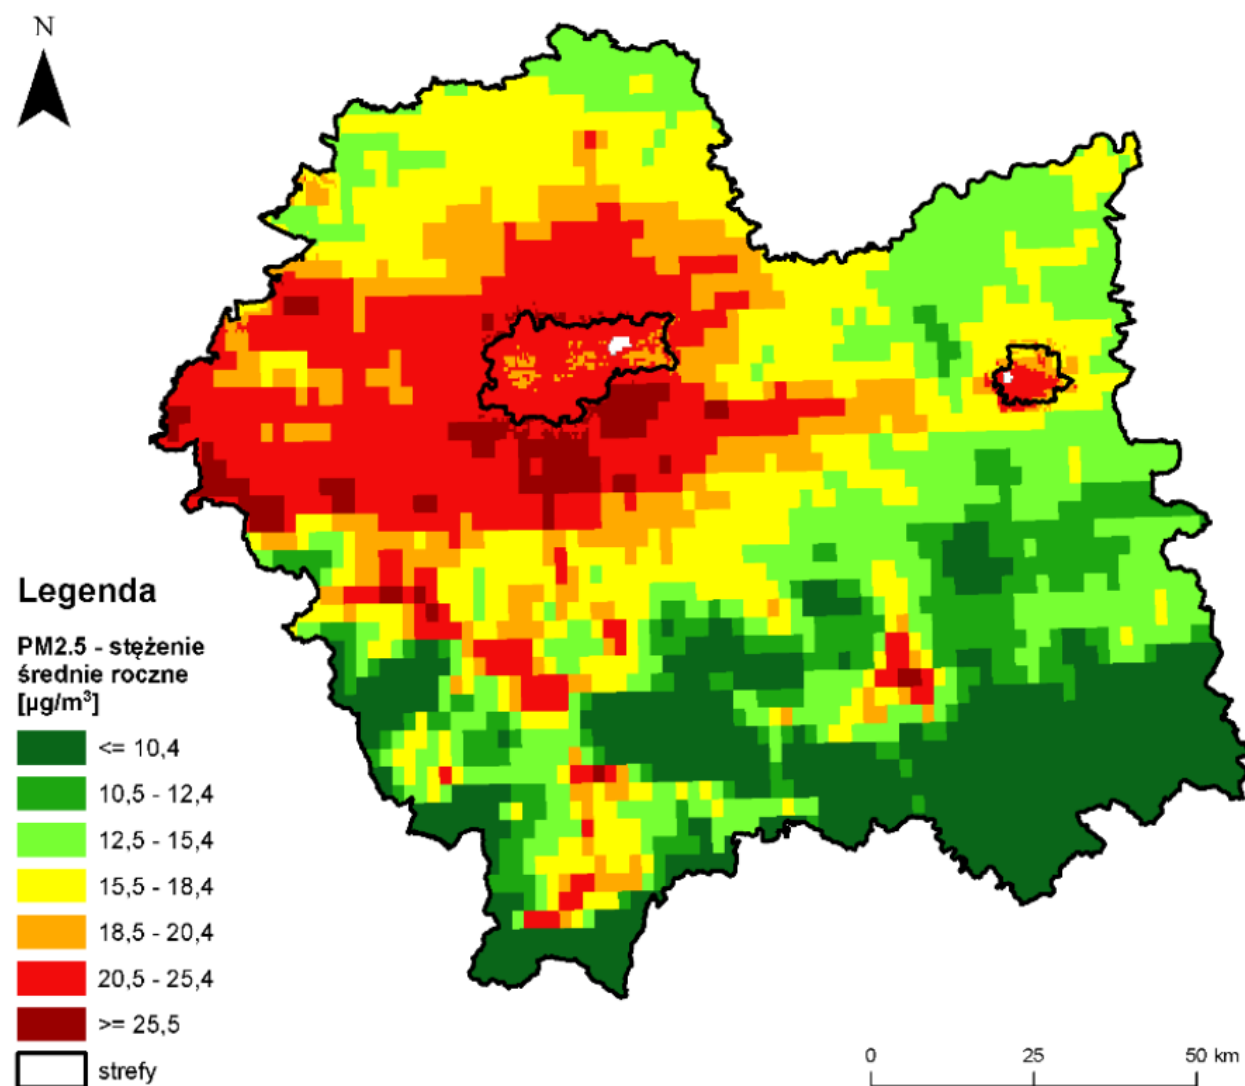 N
Legenda
PM2.5 - stężenie
średnie roczne
[µg/m³]
<= 10,4
10,5 - 12,4
12,5 - 15,4
15,5 - 18,4
18,5 - 20,4
20,5 - 25,4
>= 25,5
strefy
0 25 50 km